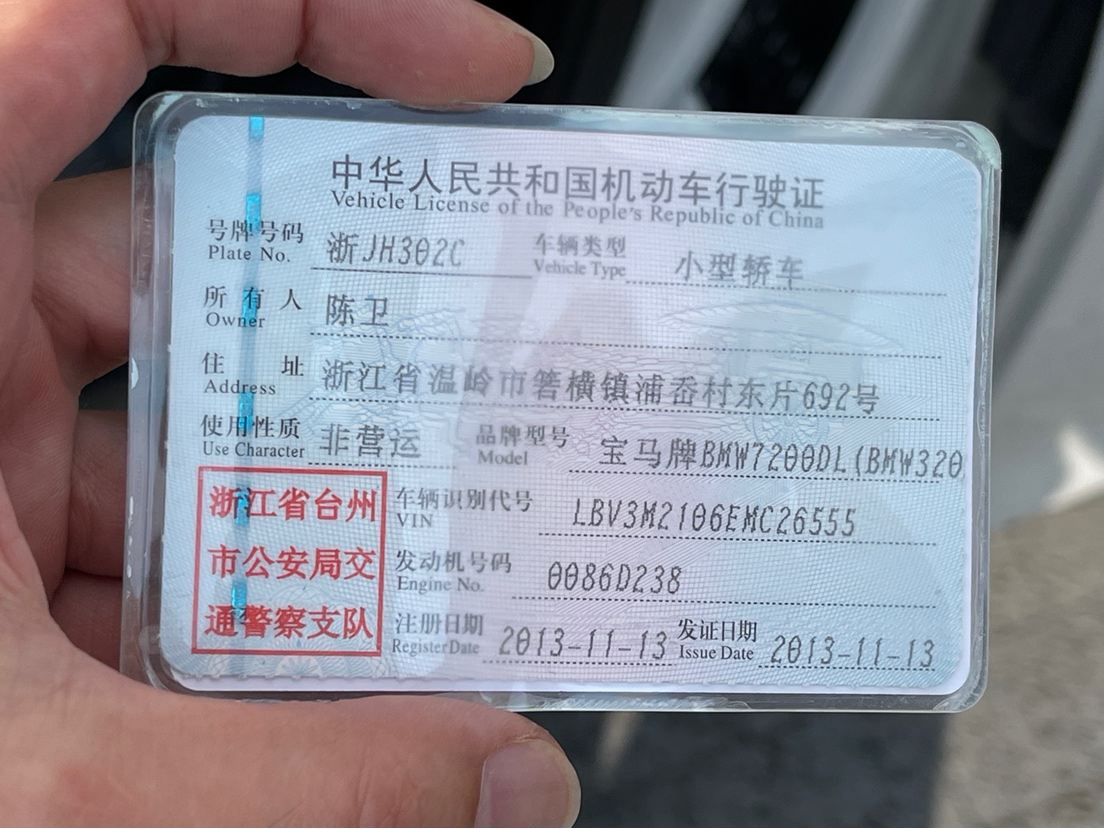 中华人民共和国机动车行驶证
Vehicle License of the People's Republic of China
号牌号码 浙JH302C 车辆类型 小型轿车
Plate No. Vehicle Type
所有人 陈卫
Owner
住址 浙江省温岭市箬横镇浦岙村东片692号
Address
使用性质 非营运 品牌型号 宝马牌BMW7200DL(BMW320
Use Character Model
浙江省台州 车辆识别代号 LBV3M2106EMC26555
VIN
市公安局交 发动机号码 0086D238
Engine No.
通警察支队 注册日期 2013-11-13 发证日期 2013-11-13
Register Date Issue Date